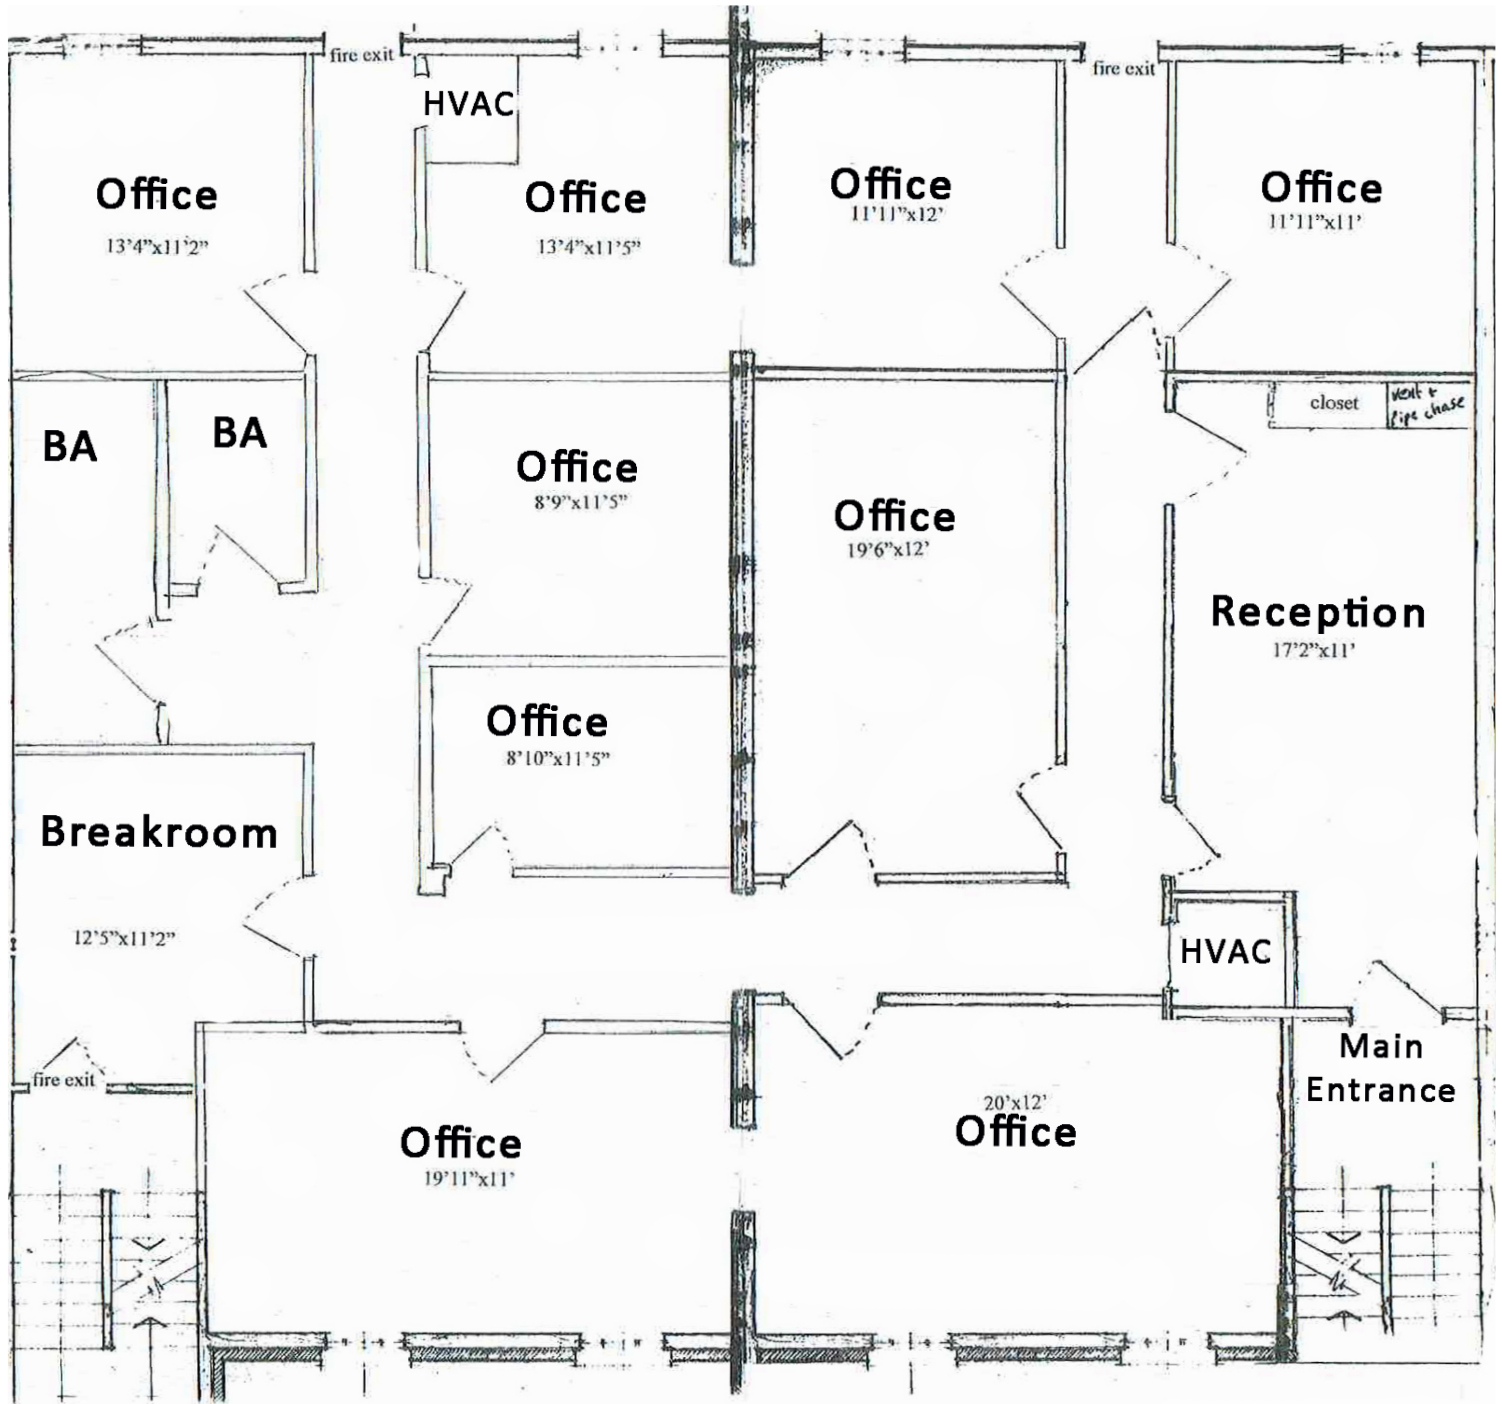 fire exit
fire exit
HVAC
Office
13'4"x11'2"
Office
13'4"x11'5"
Office
11'11"x12'
Office
11'11"x11'
closet
vent +
pipe chase
BA
BA
Office
8'9"x11'5"
Office
19'6"x12'
Reception
17'2"x11'
Office
8'10"x11'5"
Breakroom
12'5"x11'2"
HVAC
Main
Entrance
fire exit
Office
19'11"x11'
20'x12'
Office